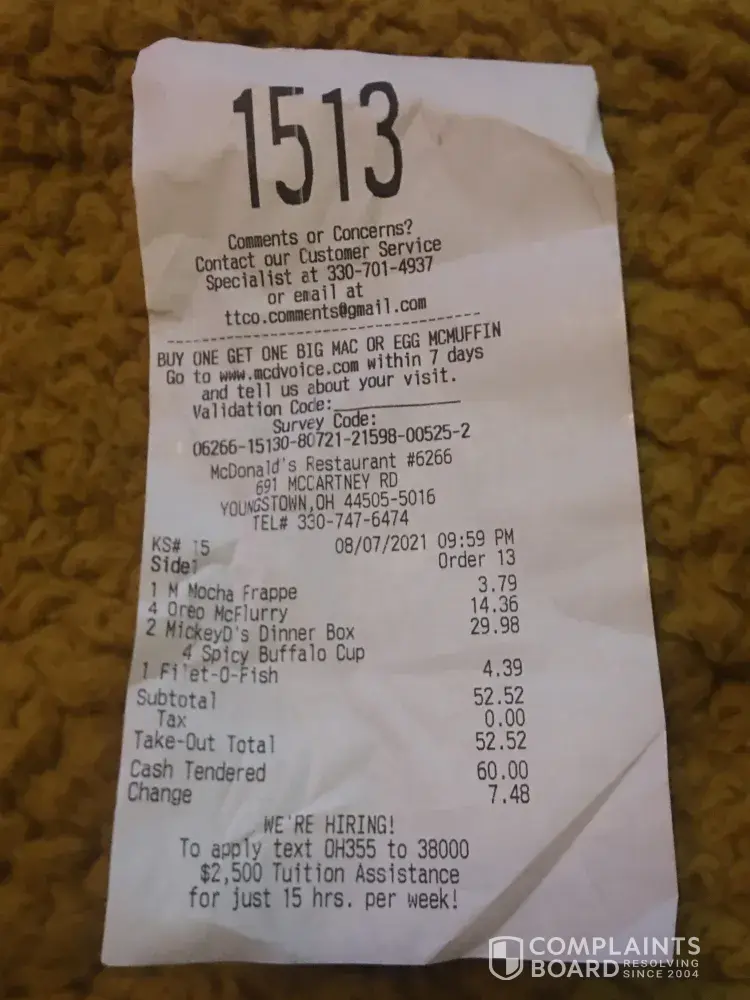 1513
Comments or Concerns?
Contact our Customer Service
Specialist at 330-701-4937
or email at
ttco.comments@gmail.com
BUY ONE GET ONE BIG MAC OR EGG MCMUFFIN
Go to www.mcdvoice.com within 7 days
and tell us about your visit.
Validation Code:
Survey Code:
06266-15130-80721-21598-00525-2
McDonald's Restaurant #6266
691 MCCARTNEY RD
YOUNGSTOWN,OH 44505-5016
TEL# 330-747-6474
KS# 15 08/07/2021 09:59 PM
Side1 Order 13
1 M Mocha Frappe 3.79
4 Oreo McFlurry 14.36
2 MickeyD's Dinner Box 29.98
4 Spicy Buffalo Cup
1 Filet-O-Fish 4.39
Subtotal 52.52
Tax 0.00
Take-Out Total 52.52
Cash Tendered 60.00
Change 7.48
WE'RE HIRING!
To apply text OH355 to 38000
$2,500 Tuition Assistance
for just 15 hrs. per week!
COMPLAINTS
BOARD RESOLVING SINCE 2004